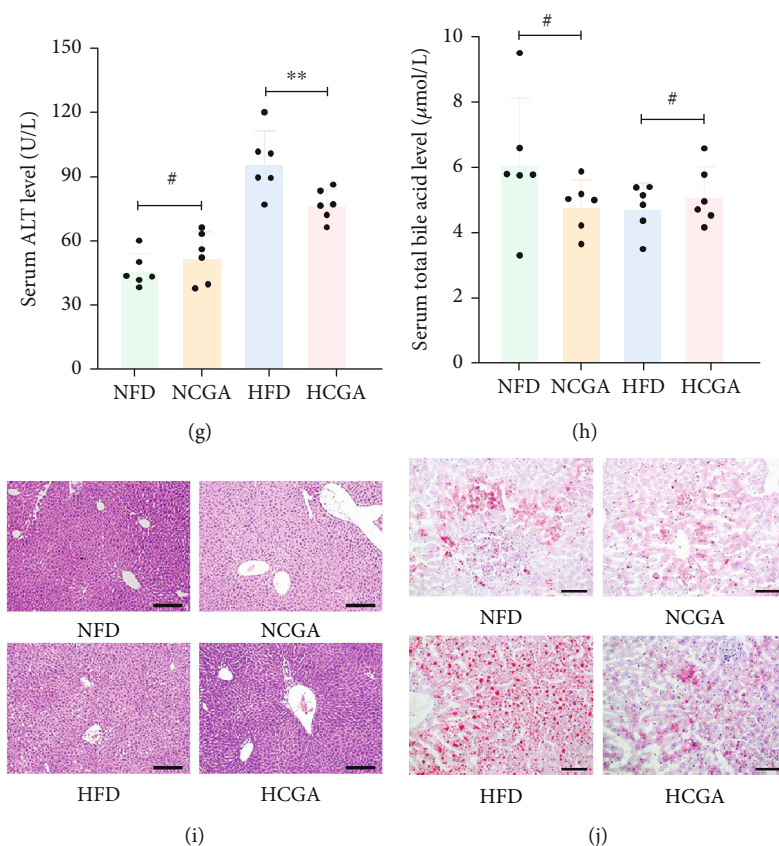 Serum ALT level (U/L)
150
120
90
60
30
0
#
**
NFD NCGA HFD HCGA
(g)
Serum total bile acid level (μmol/L)
10
8
6
4
2
0
#
#
NFD NCGA HFD HCGA
(h)
NFD NCGA
HFD HCGA
(i)
NFD NCGA
HFD HCGA
(j)